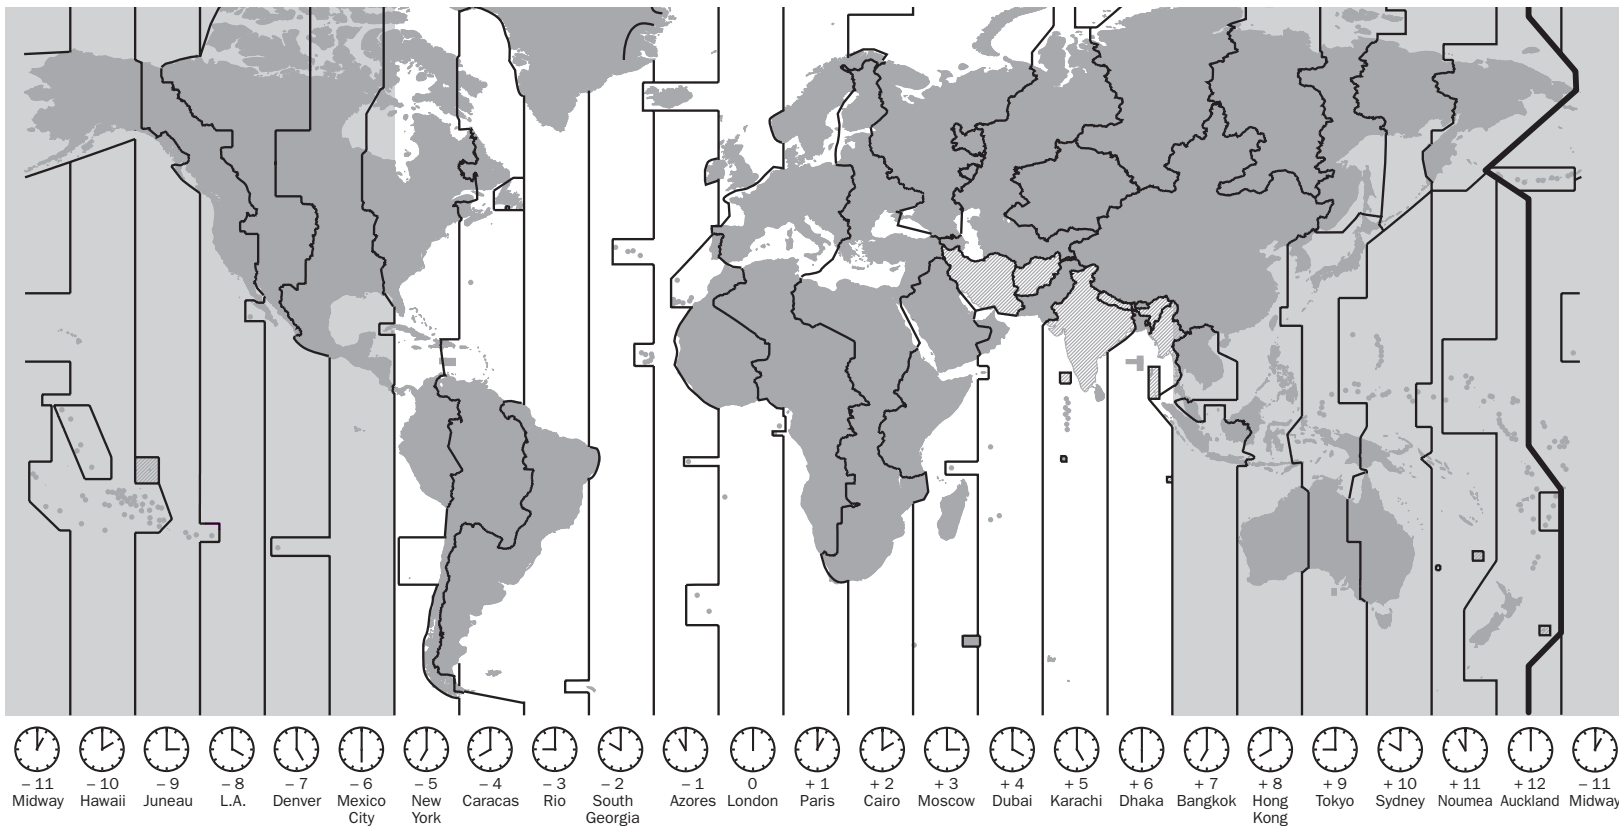 – 11 – 10 – 9 – 8 – 7 – 6 – 5 – 4 – 3 – 2 – 1 0 + 1 + 2 + 3 + 4 + 5 + 6 + 7 + 8 + 9 + 10 + 11 + 12 – 11
Midway Hawaii Juneau L.A. Denver Mexico New Caracas Rio South Azores London Paris Cairo Moscow Dubai Karachi Dhaka Bangkok Hong Tokyo Sydney Noumea Auckland Midway
City York Georgia Kong